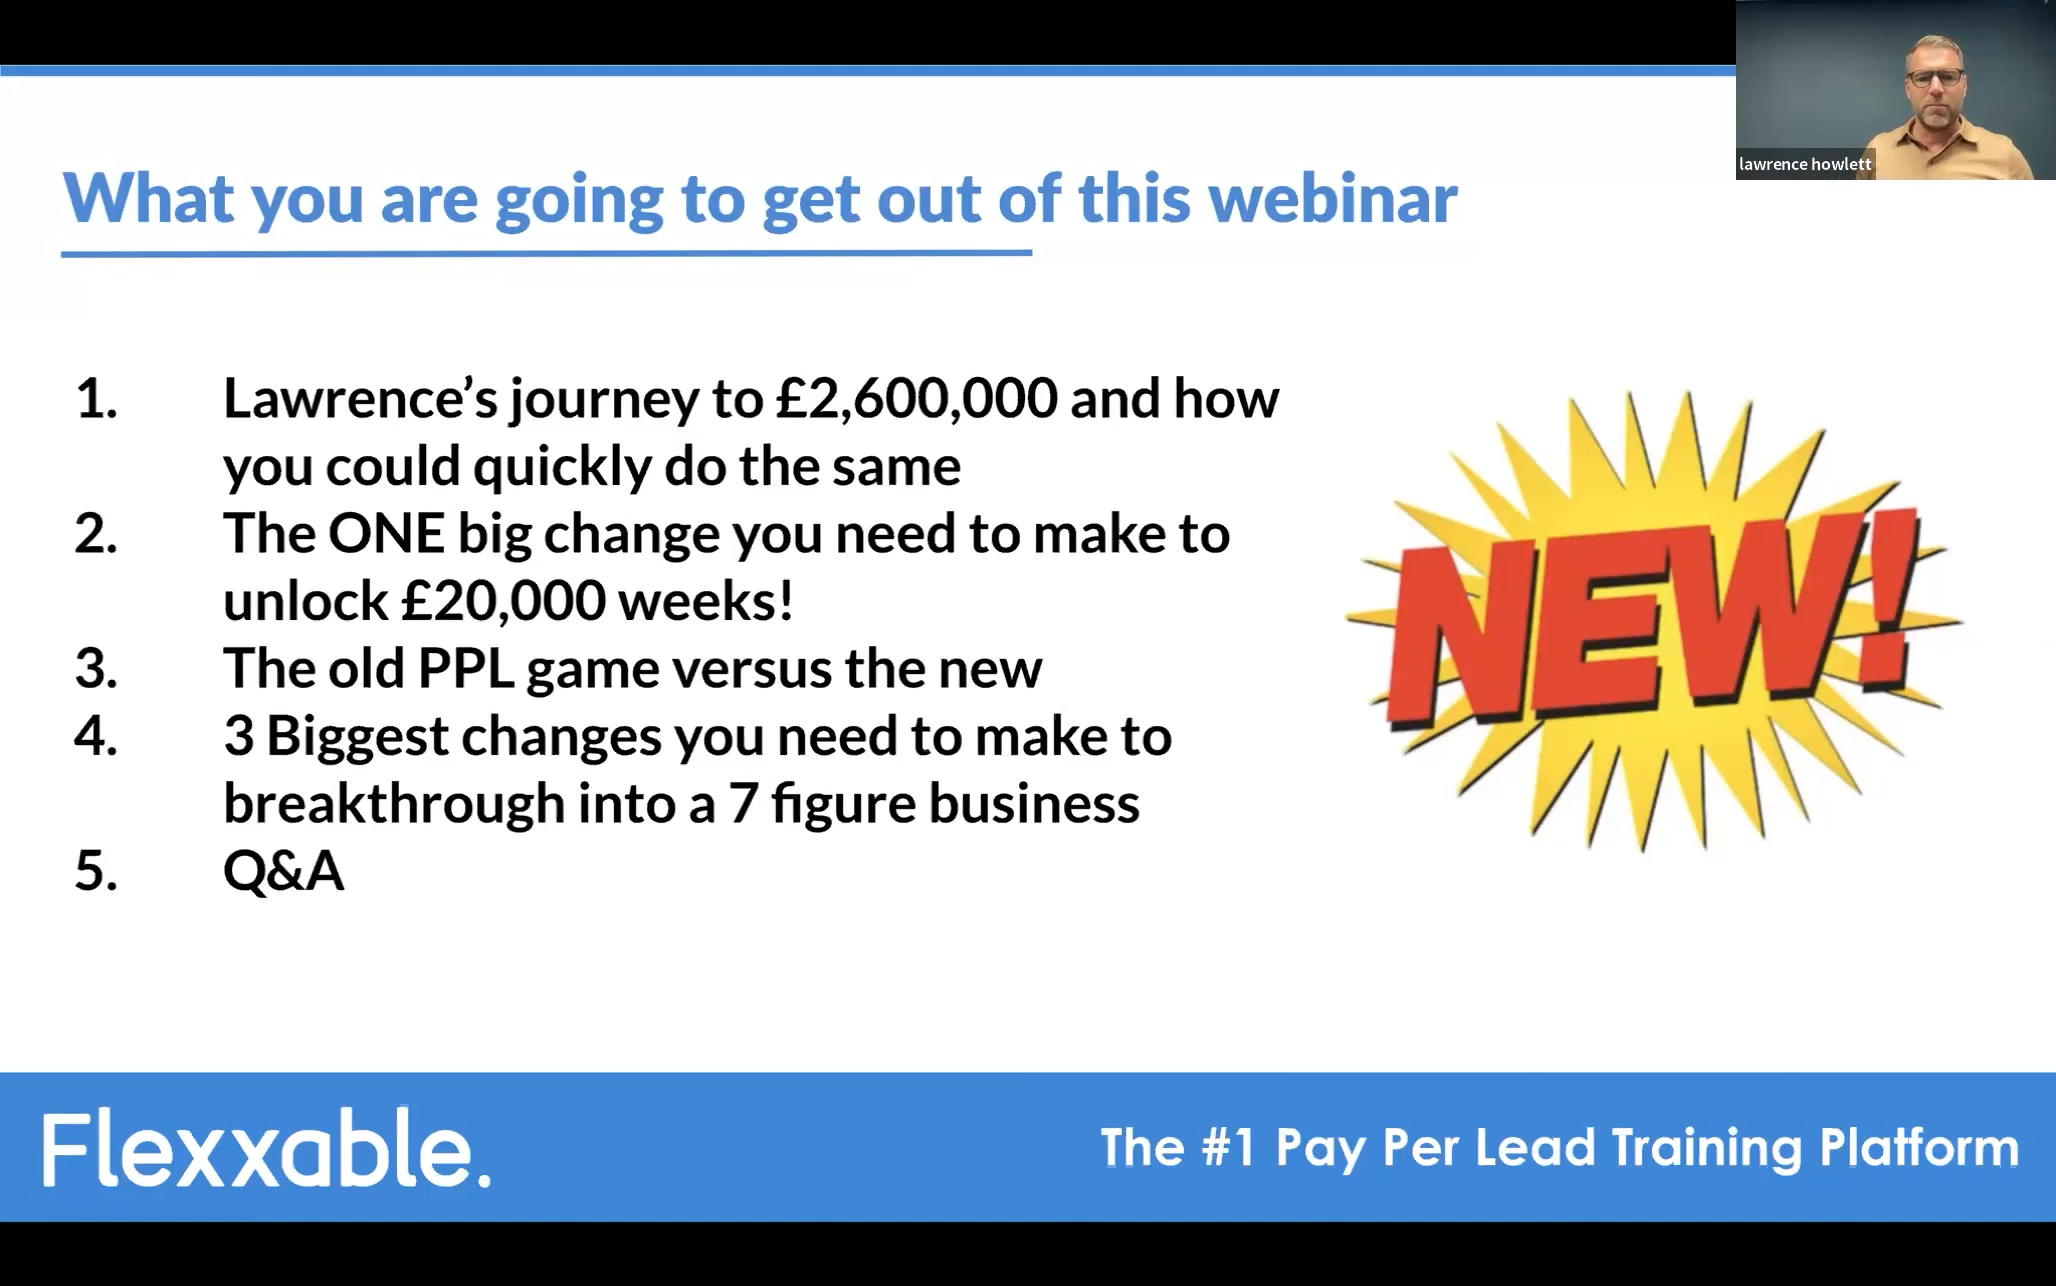 lawrence howlett
What you are going to get out of this webinar
1. Lawrence’s journey to £2,600,000 and how
you could quickly do the same
2. The ONE big change you need to make to
unlock £20,000 weeks!
3. The old PPL game versus the new
4. 3 Biggest changes you need to make to
breakthrough into a 7 figure business
5. Q&A
NEW!
Flexxable.
The #1 Pay Per Lead Training Platform